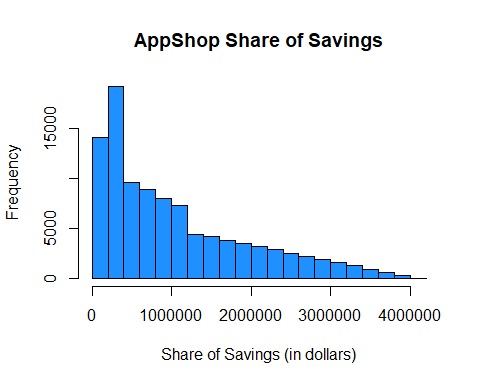 AppShop Share of Savings
Frequency
15000
5000
0
0 1000000 2000000 3000000 4000000
Share of Savings (in dollars)